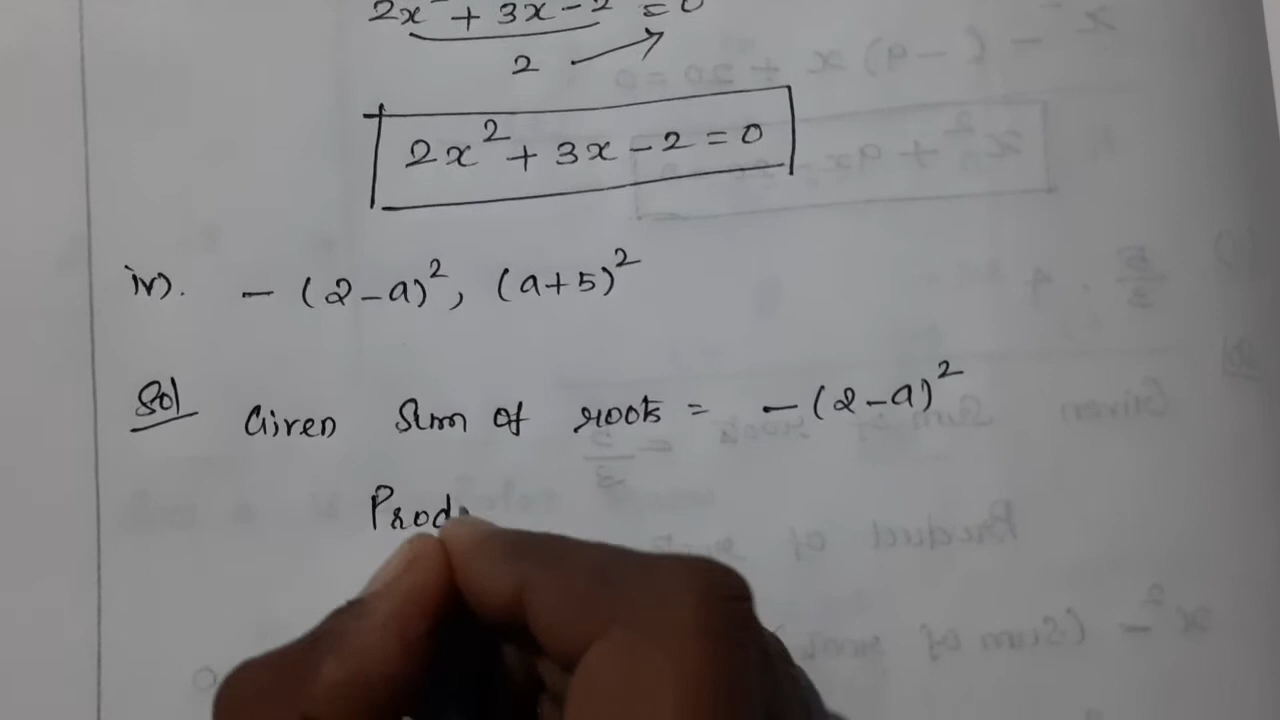 2x² + 3x - 2 = 0
2
2x² + 3x - 2 = 0
iv). - (2-a)², (a+5)²
Sol Given Sum of roots = - (2-a)²
Prod